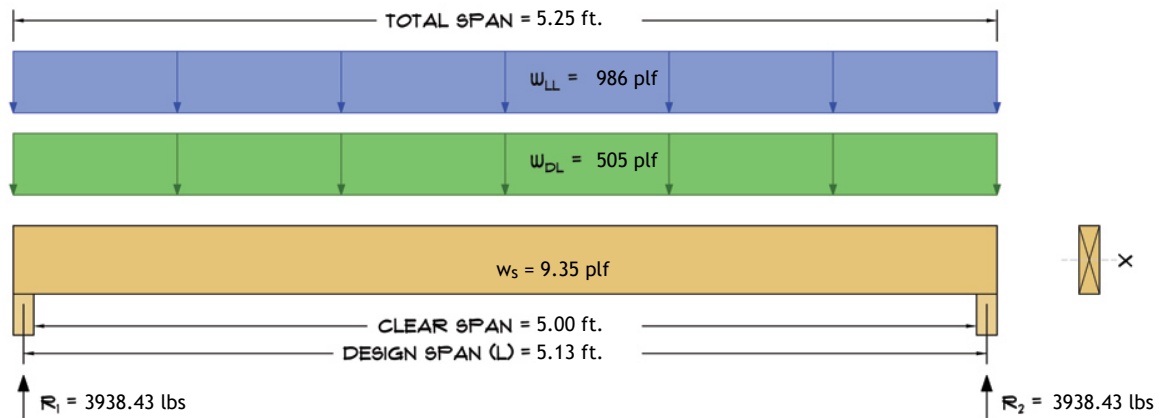 TOTAL SPAN = 5.25 ft.
wLL = 986 plf
wDL = 505 plf
ws = 9.35 plf
X
CLEAR SPAN = 5.00 ft.
DESIGN SPAN (L) = 5.13 ft.
R1 = 3938.43 lbs
R2 = 3938.43 lbs